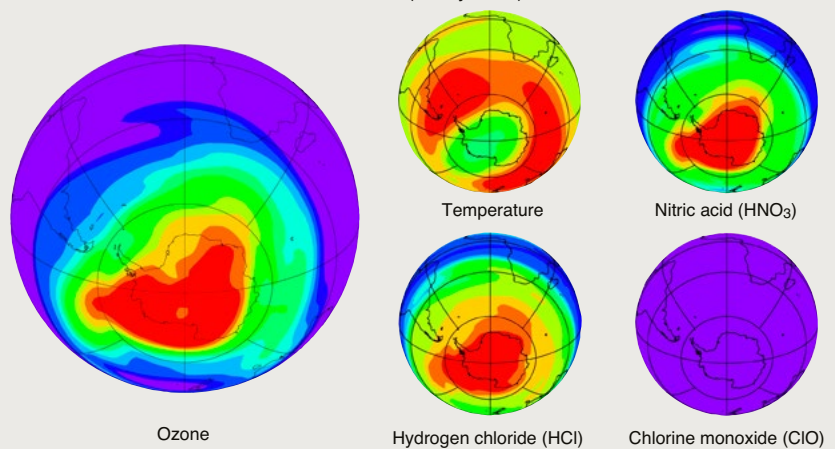 Temperature
Nitric acid (HNO₃)
Ozone
Hydrogen chloride (HCl)
Chlorine monoxide (ClO)